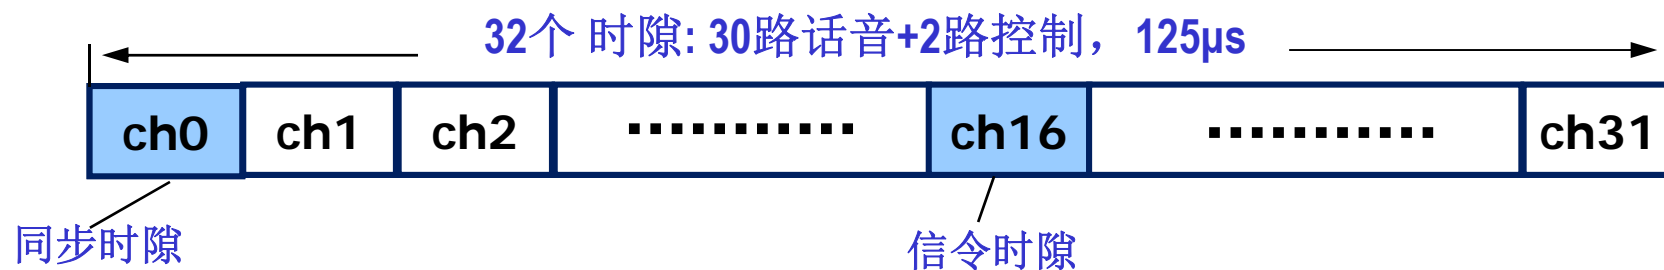 32个 时隙: 30路话音+2路控制，125μs
ch0 ch1 ch2 ........... ch16 ........... ch31
同步时隙 信令时隙